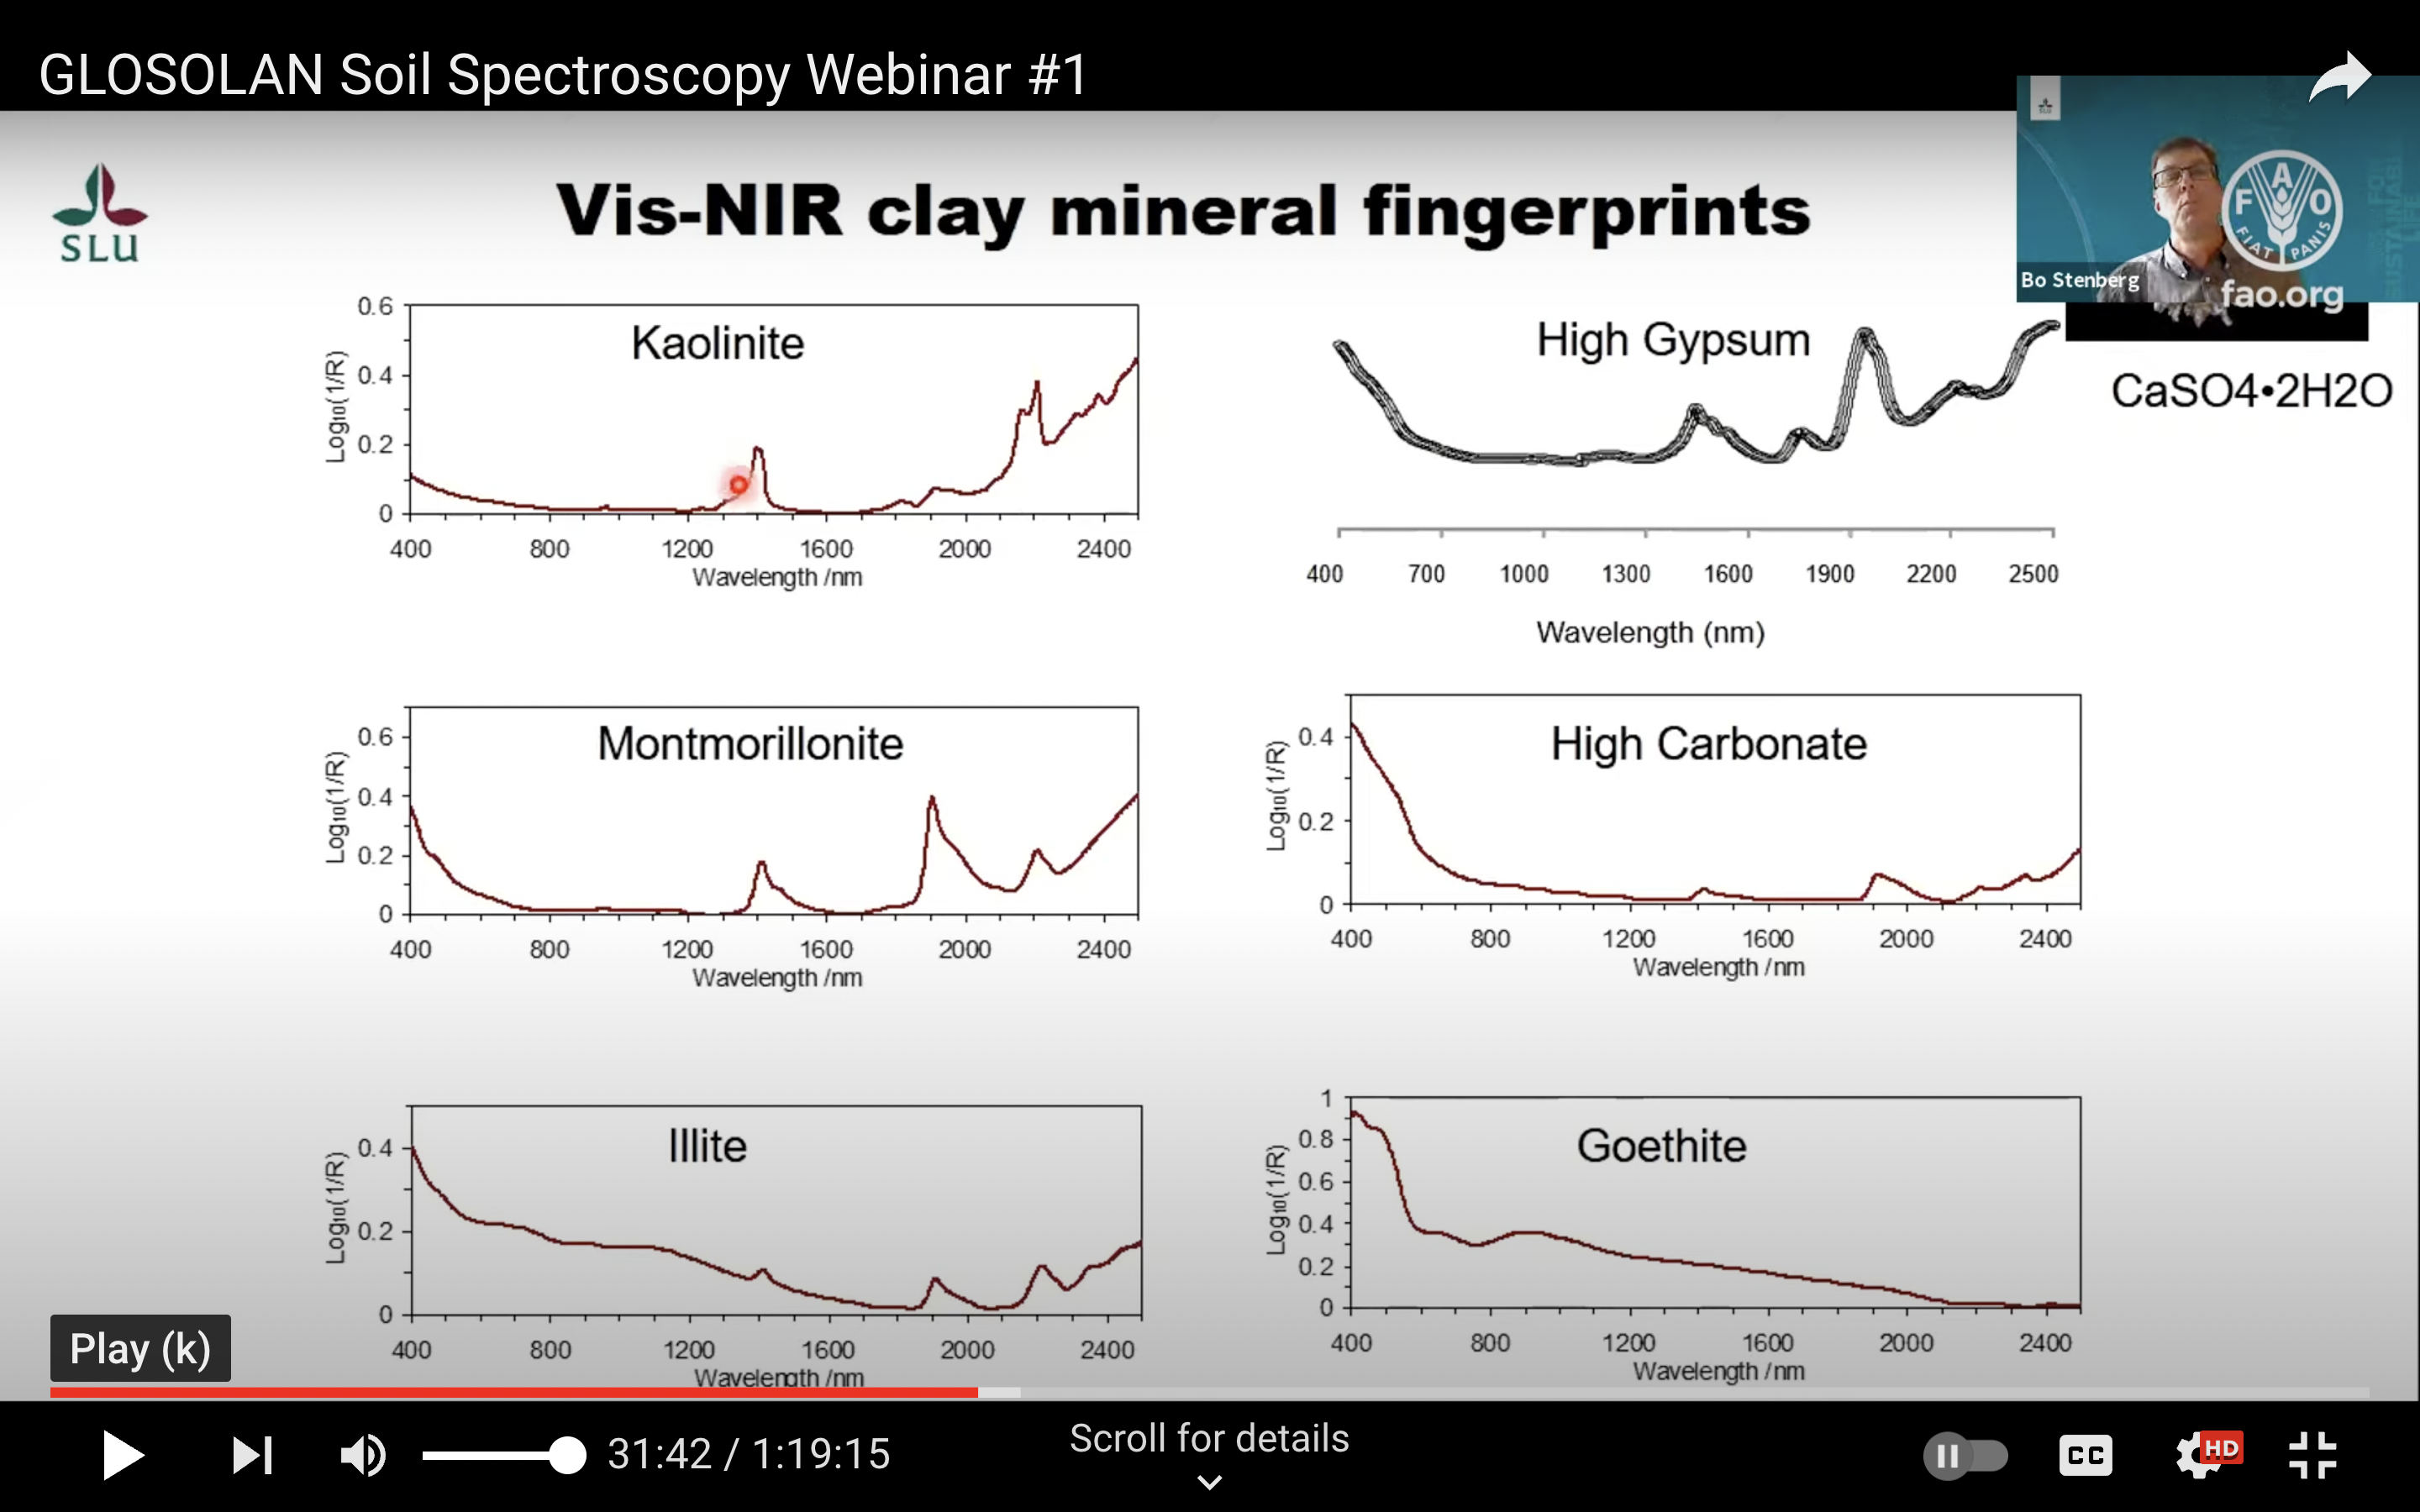 GLOSOLAN Soil Spectroscopy Webinar #1
SLU
Vis-NIR clay mineral fingerprints
SLU
Bo Stenberg
F A O
FIAT PANIS
fao.org
Kaolinite
Log10(1/R)
0.6
0.4
0.2
0
400 800 1200 1600 2000 2400
Wavelength /nm
High Gypsum
CaSO4•2H2O
400 700 1000 1300 1600 1900 2200 2500
Wavelength (nm)
Montmorillonite
Log10(1/R)
0.6
0.4
0.2
0
400 800 1200 1600 2000 2400
Wavelength /nm
High Carbonate
Log10(1/R)
0.4
0.2
0
400 800 1200 1600 2000 2400
Wavelength /nm
Illite
Log10(1/R)
0.4
0.2
0
400 800 1200 1600 2000 2400
Wavelength /nm
Goethite
Log10(1/R)
1
0.8
0.6
0.4
0.2
0
400 800 1200 1600 2000 2400
Wavelength /nm
Play (k)
31:42 / 1:19:15
Scroll for details
CC
HD